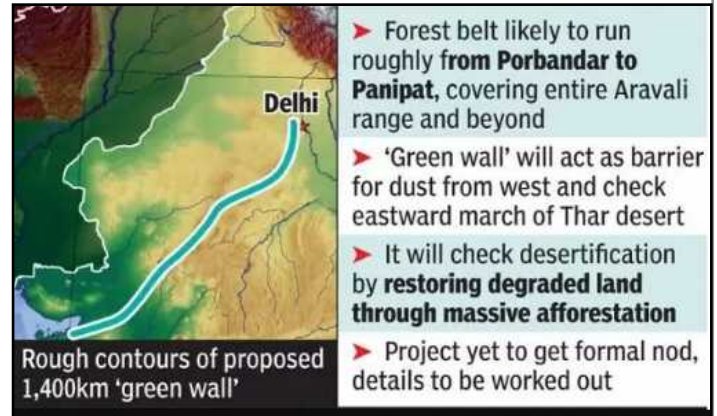 Delhi
Rough contours of proposed
1,400km ‘green wall’
➤ Forest belt likely to run
roughly from Porbandar to
Panipat, covering entire Aravali
range and beyond
➤ ‘Green wall’ will act as barrier
for dust from west and check
eastward march of Thar desert
➤ It will check desertification
by restoring degraded land
through massive afforestation
➤ Project yet to get formal nod,
details to be worked out